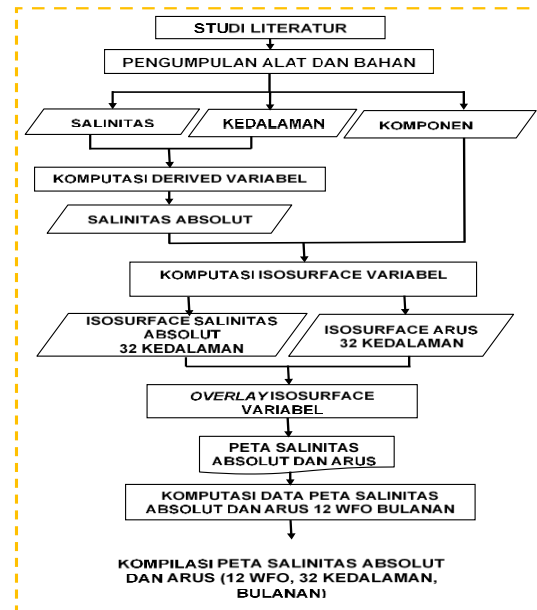 STUDI LITERATUR
PENGUMPULAN ALAT DAN BAHAN
SALINITAS
KEDALAMAN
KOMPONEN
KOMPUTASI DERIVED VARIABEL
SALINITAS ABSOLUT
KOMPUTASI ISOSURFACE VARIABEL
ISOSURFACE SALINITAS
ABSOLUT
32 KEDALAMAN
ISOSURFACE ARUS
32 KEDALAMAN
OVERLAY ISOSURFACE
VARIABEL
PETA SALINITAS
ABSOLUT DAN ARUS
KOMPUTASI DATA PETA SALINITAS
ABSOLUT DAN ARUS 12 WFO BULANAN
KOMPILASI PETA SALINITAS ABSOLUT
DAN ARUS (12 WFO, 32 KEDALAMAN,
BULANAN)